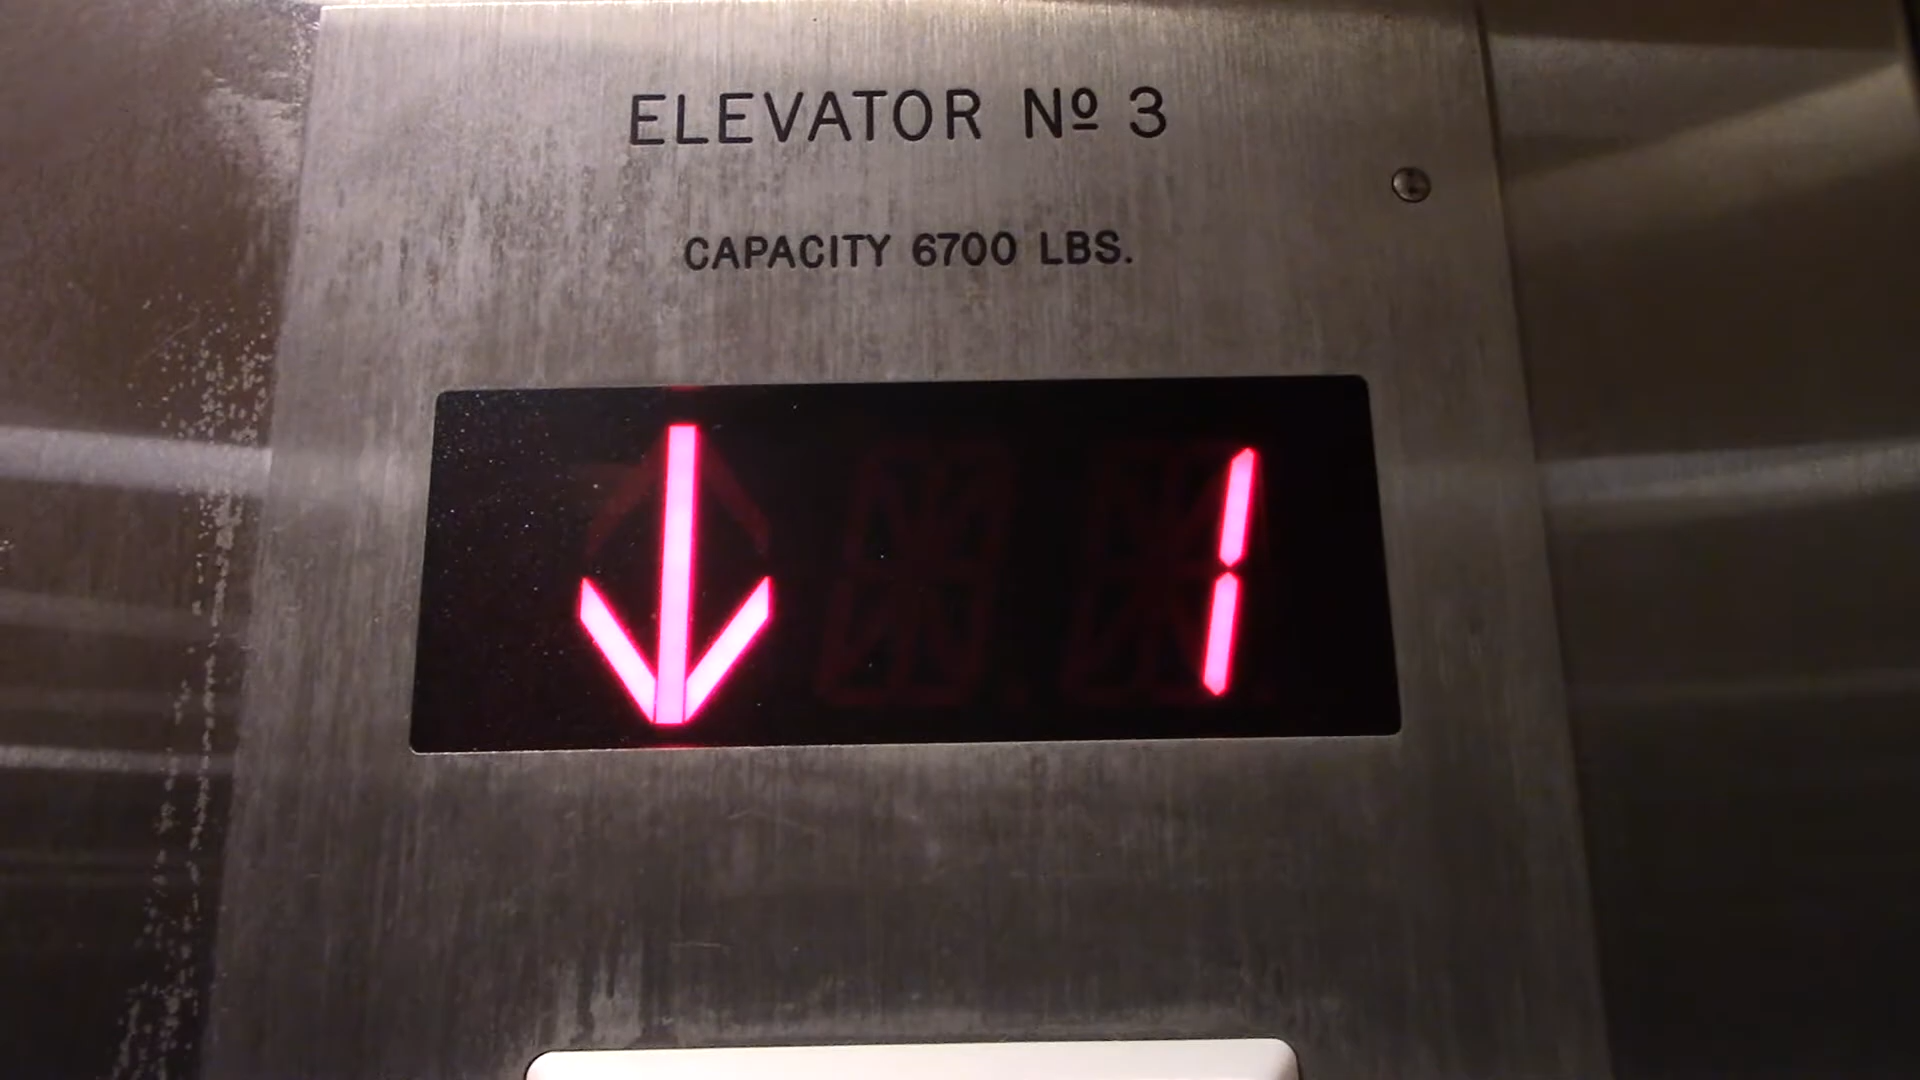 ELEVATOR Nº 3
CAPACITY 6700 LBS.
↓ 1